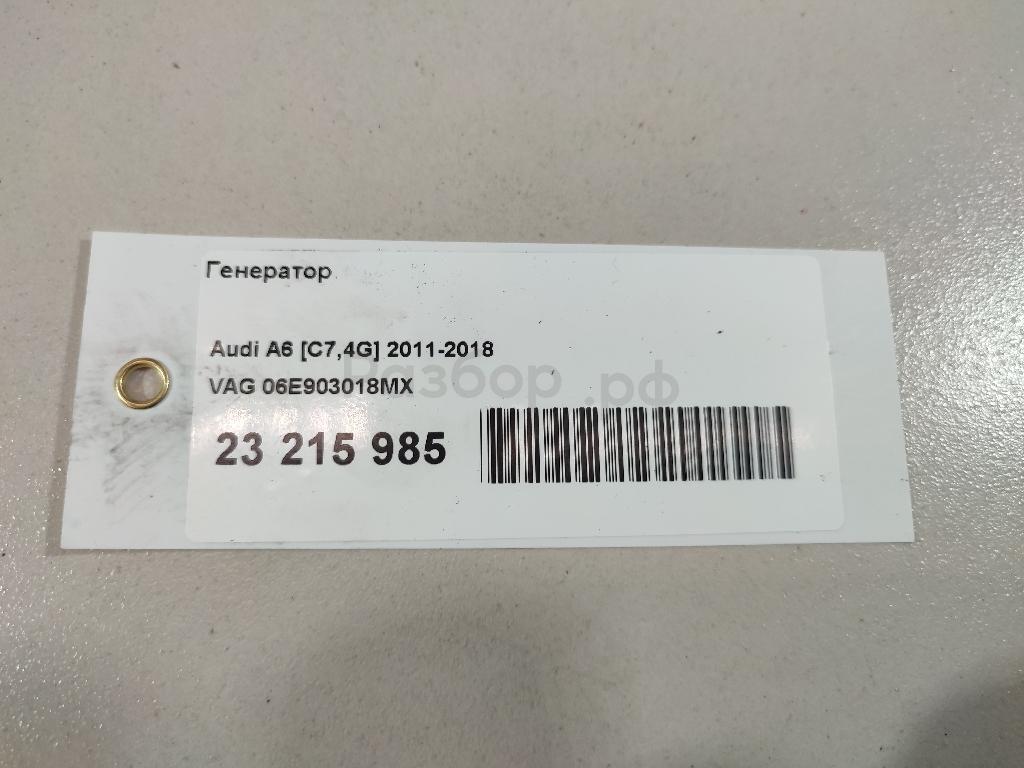 Генератор
Audi A6 [C7,4G] 2011-2018
VAG 06E903018MX
Разбор.рф
23 215 985